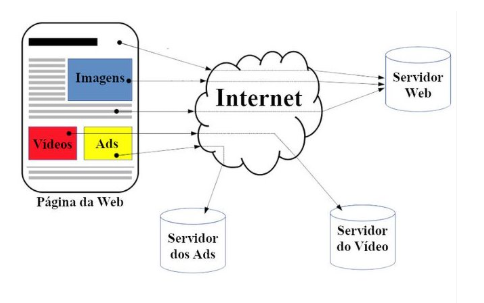 Imagens
Vídeos
Ads
Página da Web
Internet
Servidor
Web
Servidor
dos Ads
Servidor
do Vídeo